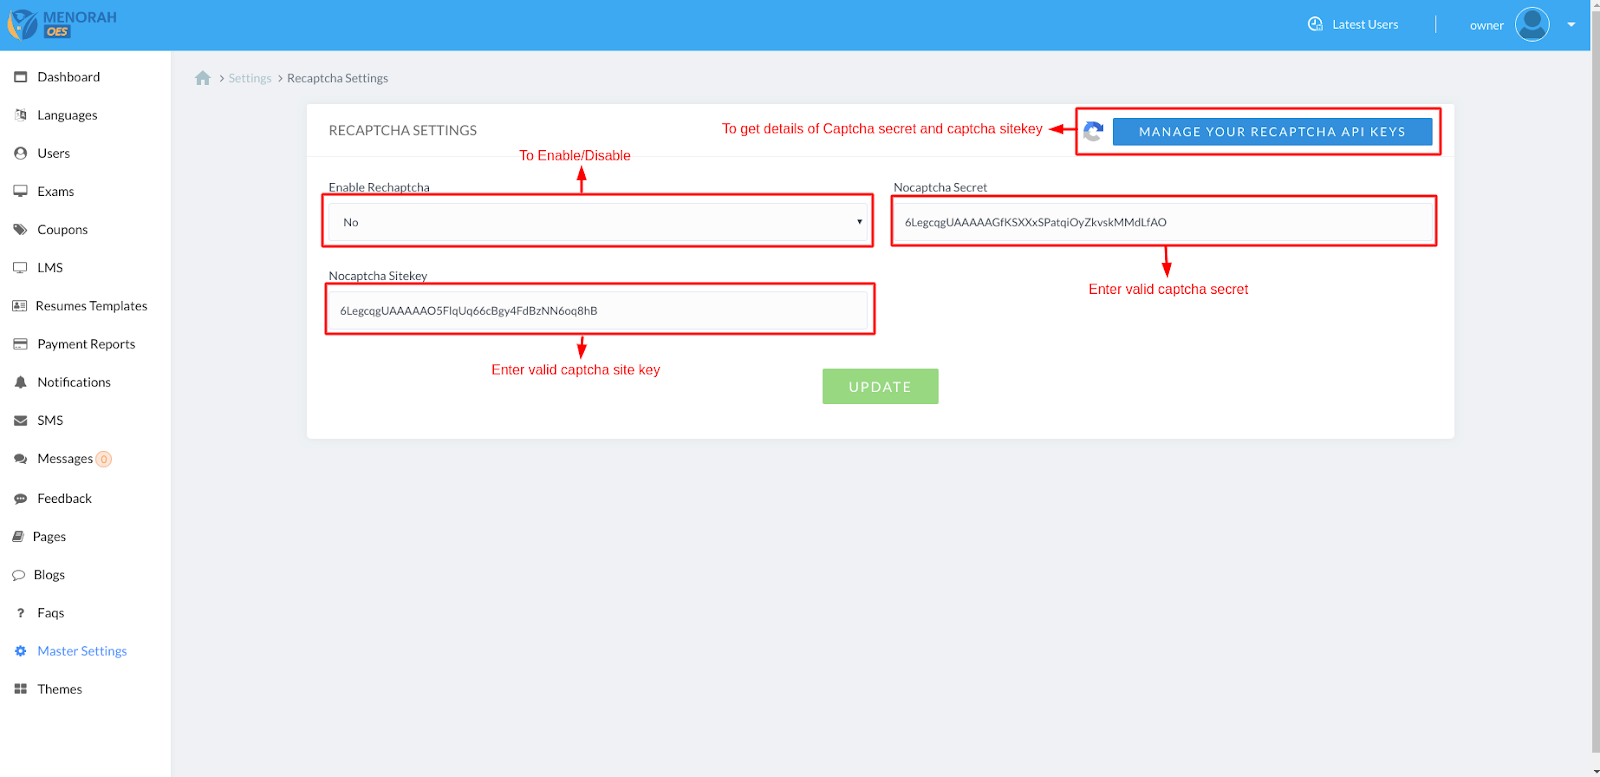 MENORAH
OES
Latest Users
owner
Dashboard
Languages
Users
Exams
Coupons
LMS
Resumes Templates
Payment Reports
Notifications
SMS
Messages 0
Feedback
Pages
Blogs
Faqs
Master Settings
Themes
> Settings > Recaptcha Settings
RECAPTCHA SETTINGS
To get details of Captcha secret and captcha sitekey
MANAGE YOUR RECAPTCHA API KEYS
To Enable/Disable
Enable Rechaptcha
No
Nocaptcha Secret
6LegcqgUAAAAAGfKSXXxSPatqiOyZkvskMMdLfAO
Enter valid captcha secret
Nocaptcha Sitekey
6LegcqgUAAAAAO5FlqUq66cBgy4FdBzNN6oq8hB
Enter valid captcha site key
UPDATE